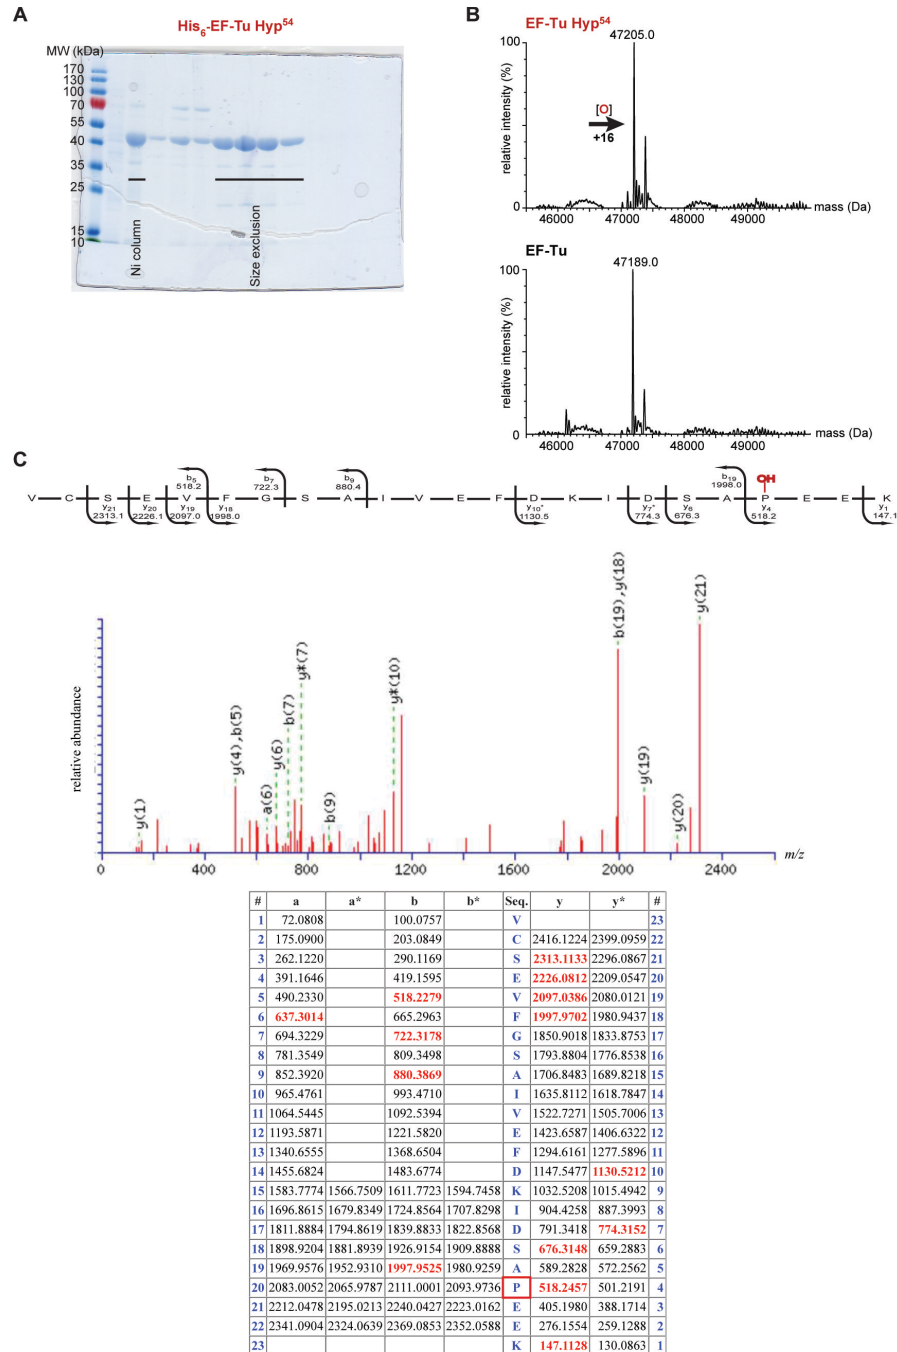 A
His6-EF-Tu Hyp54
MW (kDa)
170
130
100
70
55
40
35
25
15
10
Ni column
Size exclusion
B
EF-Tu Hyp54
47205.0
100
[O]
+16
relative intensity (%)
0
46000 47000 48000 49000 mass (Da)
EF-Tu
47189.0
100
relative intensity (%)
0
46000 47000 48000 49000 mass (Da)
C
b5 518.2
b7 722.3
b9 880.4
b19 1998.0
OH
V C S E V F G S A I V E F D K I D S A P E E K
y21 2313.1
y20 2226.1
y19 2097.0
y18 1998.0
y10* 1130.5
y7* 774.3
y6 676.3
y4 518.2
y1 147.1
relative abundance
y(1)
y(4),b(5)
a(6)
y(6)
b(7)
y*(7)
b(9)
y*(10)
b(19),y(18)
y(19)
y(20)
y(21)
0 400 800 1200 1600 2000 2400 m/z
# a a* b b* Seq. y y* #
1 72.0808 100.0757 V 23
2 175.0900 203.0849 C 2416.1224 2399.0959 22
3 262.1220 290.1169 S 2313.1133 2296.0867 21
4 391.1646 419.1595 E 2226.0812 2209.0547 20
5 490.2330 518.2279 V 2097.0386 2080.0121 19
6 637.3014 665.2963 F 1997.9702 1980.9437 18
7 694.3229 722.3178 G 1850.9018 1833.8753 17
8 781.3549 809.3498 S 1793.8804 1776.8538 16
9 852.3920 880.3869 A 1706.8483 1689.8218 15
10 965.4761 993.4710 I 1635.8112 1618.7847 14
11 1064.5445 1092.5394 V 1522.7271 1505.7006 13
12 1193.5871 1221.5820 E 1423.6587 1406.6322 12
13 1340.6555 1368.6504 F 1294.6161 1277.5896 11
14 1455.6824 1483.6774 D 1147.5477 1130.5212 10
15 1583.7774 1566.7509 1611.7723 1594.7458 K 1032.5208 1015.4942 9
16 1696.8615 1679.8349 1724.8564 1707.8298 I 904.4258 887.3993 8
17 1811.8884 1794.8619 1839.8833 1822.8568 D 791.3418 774.3152 7
18 1898.9204 1881.8939 1926.9154 1909.8888 S 676.3148 659.2883 6
19 1969.9576 1952.9310 1997.9525 1980.9259 A 589.2828 572.2562 5
20 2083.0052 2065.9787 2111.0001 2093.9736 P 518.2457 501.2191 4
21 2212.0478 2195.0213 2240.0427 2223.0162 E 405.1980 388.1714 3
22 2341.0904 2324.0639 2369.0853 2352.0588 E 276.1554 259.1288 2
23 K 147.1128 130.0863 1